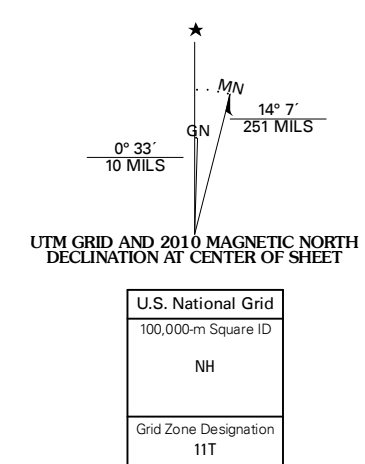 MN
GN
14° 7´
251 MILS
0° 33´
10 MILS
UTM GRID AND 2010 MAGNETIC NORTH
DECLINATION AT CENTER OF SHEET
U.S. National Grid
100,000-m Square ID
NH
Grid Zone Designation
11T